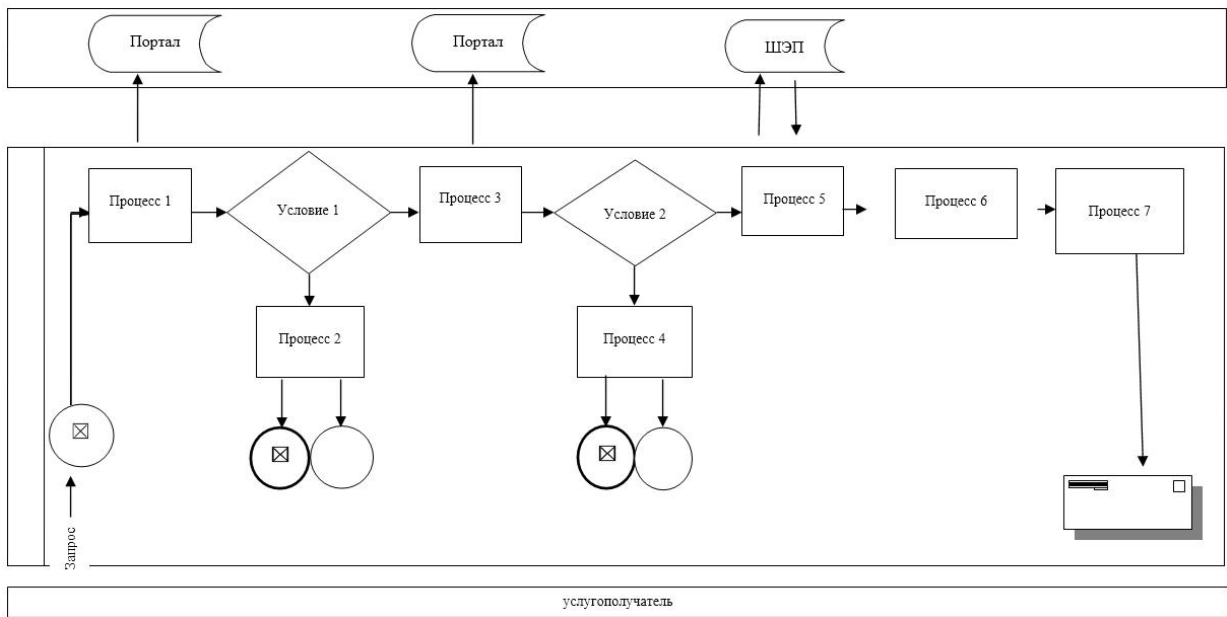 Портал
Портал
ШЭП
Процесс 1
Условие 1
Процесс 3
Условие 2
Процесс 5
Процесс 6
Процесс 7
Процесс 2
Процесс 4
Запрос
услугополучатель